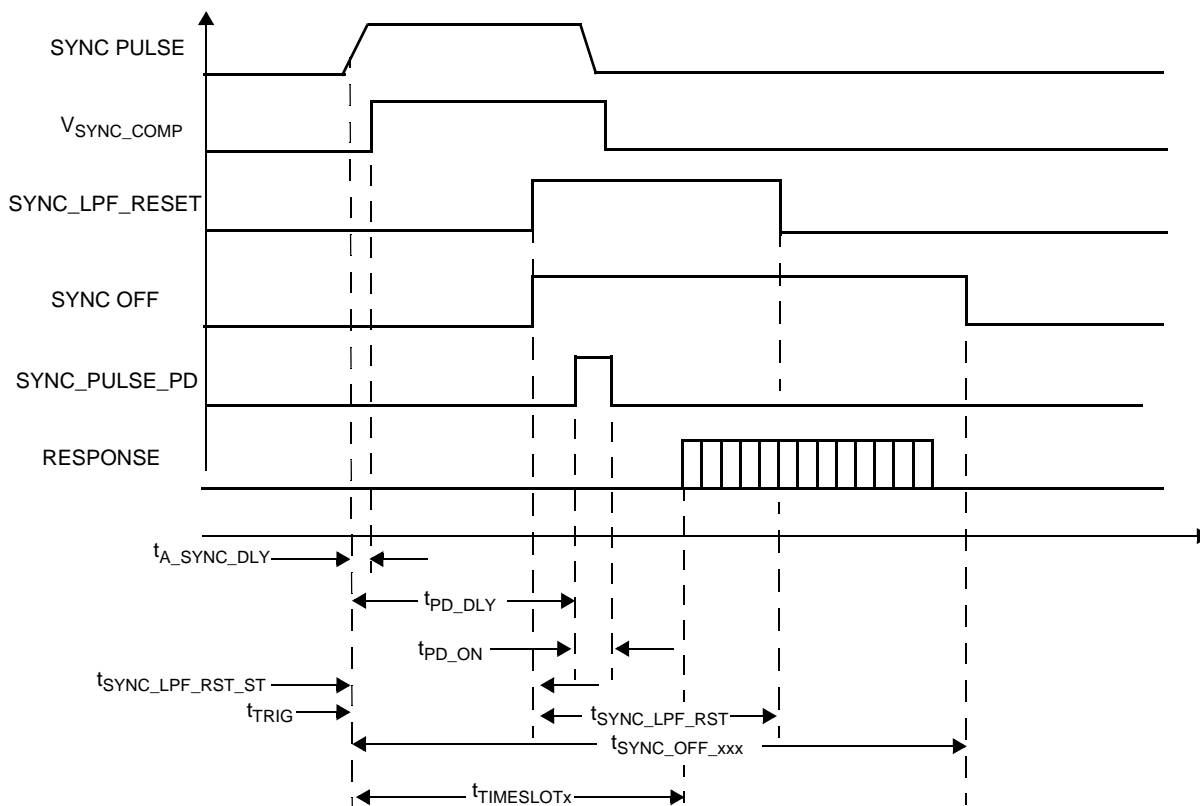 SYNC PULSE
VSYNC_COMP
SYNC_LPF_RESET
SYNC OFF
SYNC_PULSE_PD
RESPONSE
tA_SYNC_DLY
tPD_DLY
tPD_ON
tSYNC_LPF_RST_ST
tTRIG
tSYNC_LPF_RST
tSYNC_OFF_xxx
tTIMESLOTx